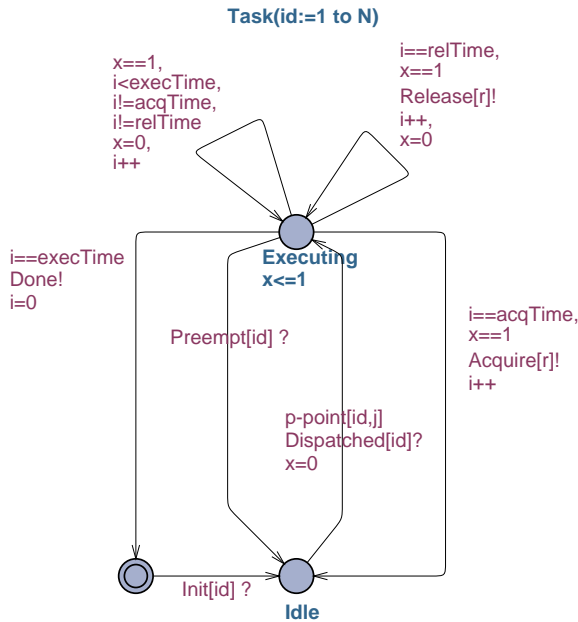 Task(id:=1 to N)
x==1,
i<execTime,
i!=acqTime,
i!=relTime
x=0,
i++
i==relTime,
x==1
Release[r]!
i++,
x=0
Executing
x<=1
i==execTime
Done!
i=0
Preempt[id] ?
i==acqTime,
x==1
Acquire[r]!
i++
p-point[id,j]
Dispatched[id]?
x=0
Init[id] ?
Idle